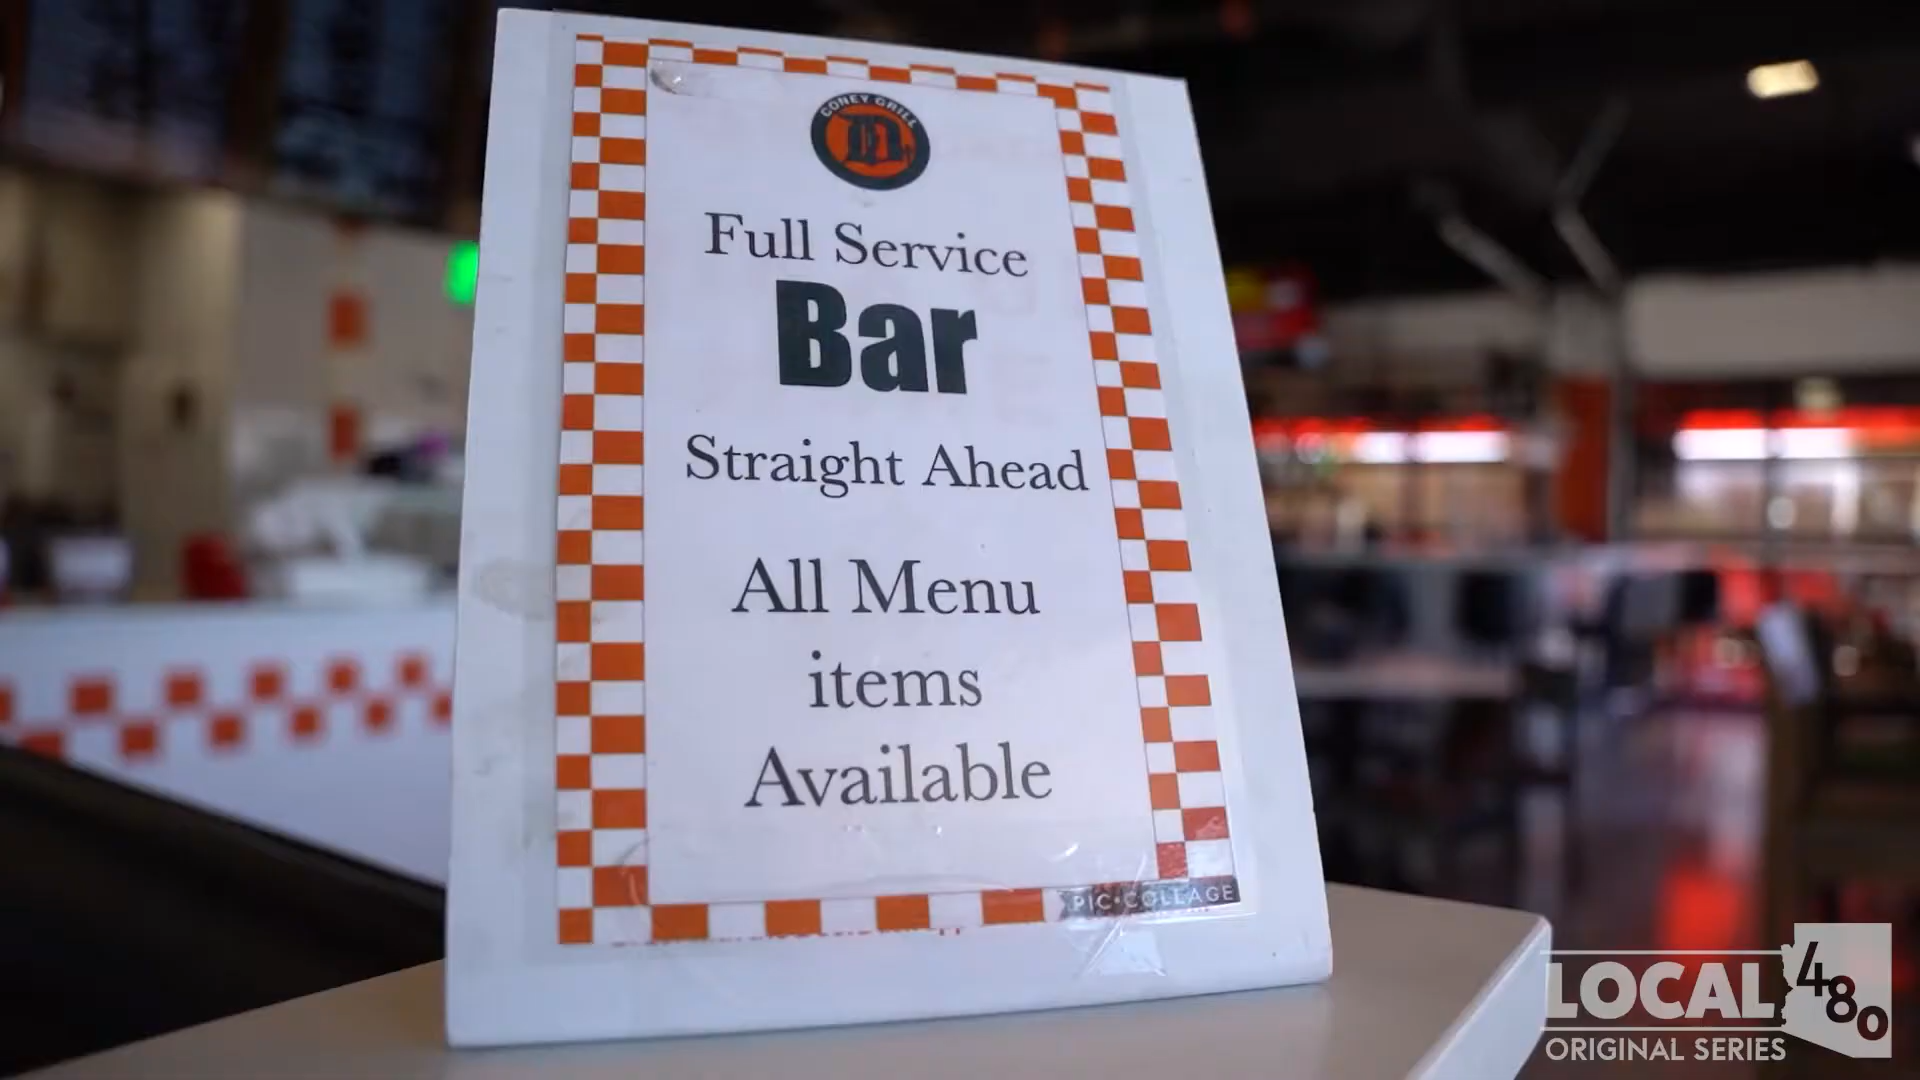 CONEY GRILL
D
Full Service
Bar
Straight Ahead
All Menu
items
Available
PIC•COLLAGE
LOCAL 480
ORIGINAL SERIES